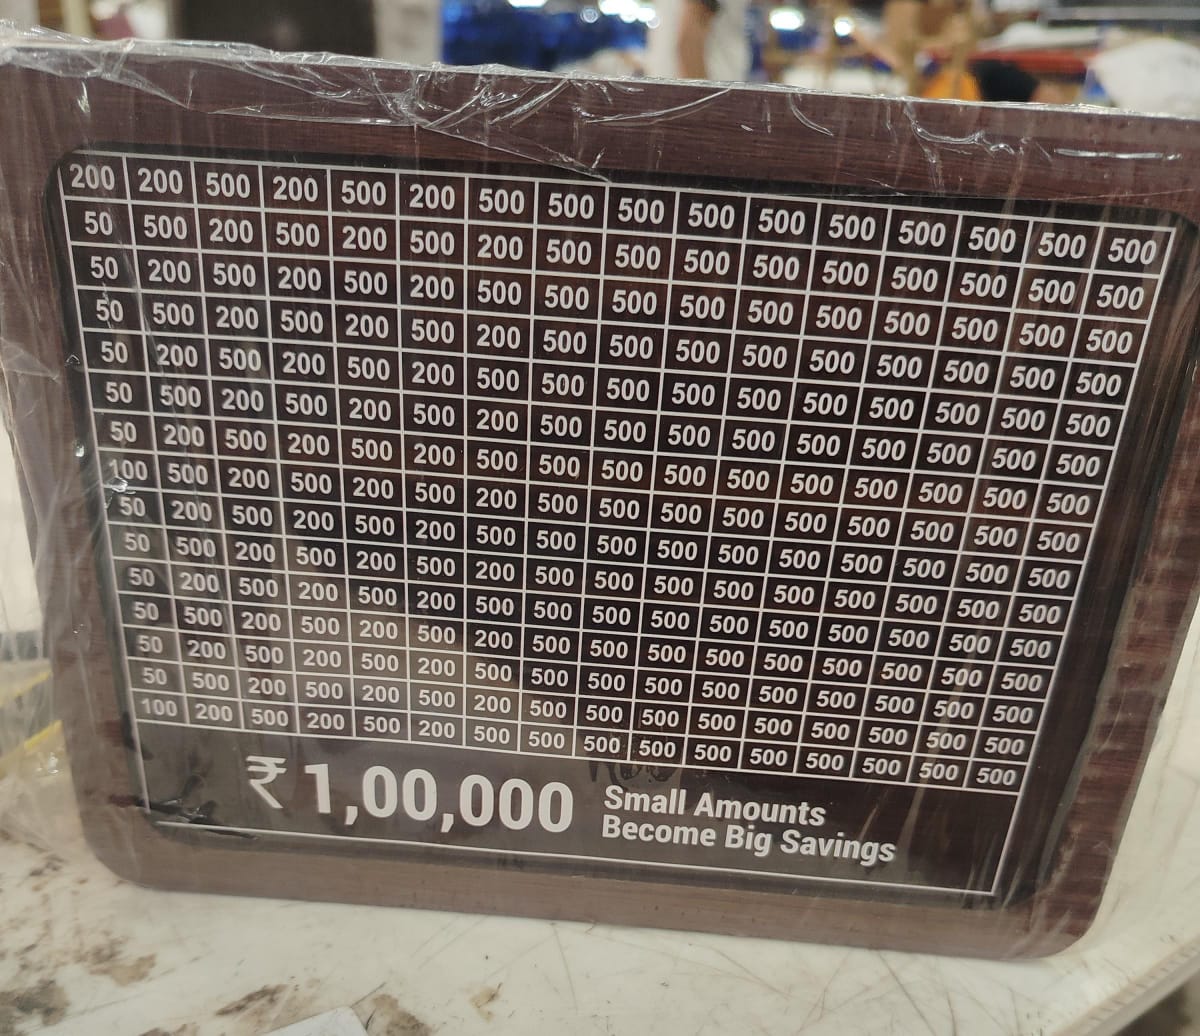 200 200 500 200 500 200 500 500 500 500 500 500 500 500 500 500
50 500 200 500 200 500 200 500 500 500 500 500 500 500 500 500
50 200 500 200 500 200 500 500 500 500 500 500 500 500 500 500
50 500 200 500 200 500 200 500 500 500 500 500 500 500 500 500
50 200 500 200 500 200 500 500 500 500 500 500 500 500 500 500
50 500 200 500 200 500 200 500 500 500 500 500 500 500 500 500
50 200 500 200 500 200 500 500 500 500 500 500 500 500 500 500
100 500 200 500 200 500 200 500 500 500 500 500 500 500 500 500
50 200 500 200 500 200 500 500 500 500 500 500 500 500 500 500
50 500 200 500 200 500 200 500 500 500 500 500 500 500 500 500
50 200 500 200 500 200 500 500 500 500 500 500 500 500 500 500
50 500 200 500 200 500 200 500 500 500 500 500 500 500 500 500
50 200 500 200 500 200 500 500 500 500 500 500 500 500 500 500
50 500 200 500 200 500 200 500 500 500 500 500 500 500 500 500
100 200 500 200 500 200 500 500 500 500 500 500 500 500 500 500
₹ 1,00,000
Small Amounts
Become Big Savings